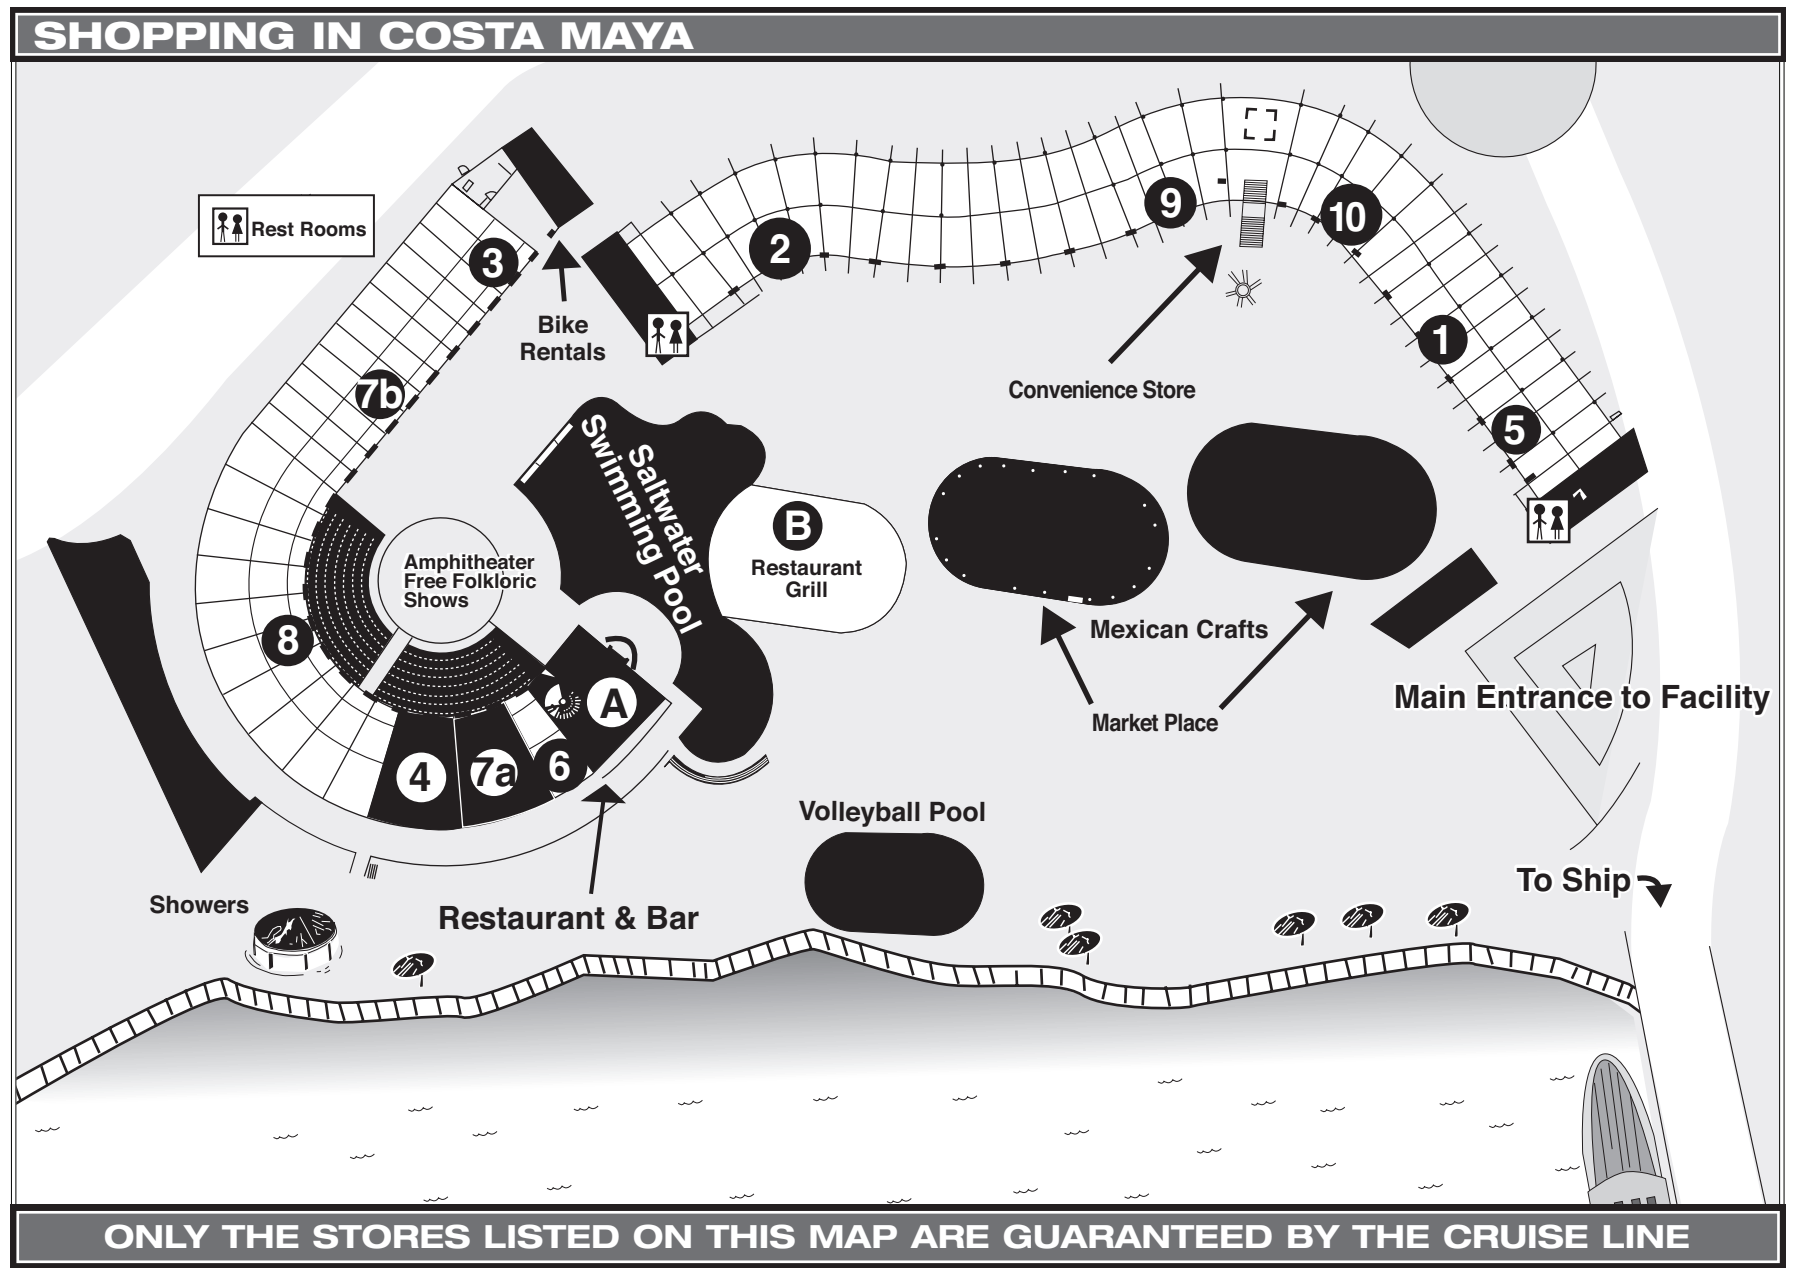 SHOPPING IN COSTA MAYA
Rest Rooms
3
2
9
10
Bike
Rentals
7b
1
Convenience Store
5
Saltwater
Swimming Pool
B
Restaurant
Grill
Amphitheater
Free Folkloric
Shows
8
Mexican Crafts
Market Place
Main Entrance to Facility
A
4
7a
6
Volleyball Pool
To Ship
Showers
Restaurant & Bar
ONLY THE STORES LISTED ON THIS MAP ARE GUARANTEED BY THE CRUISE LINE